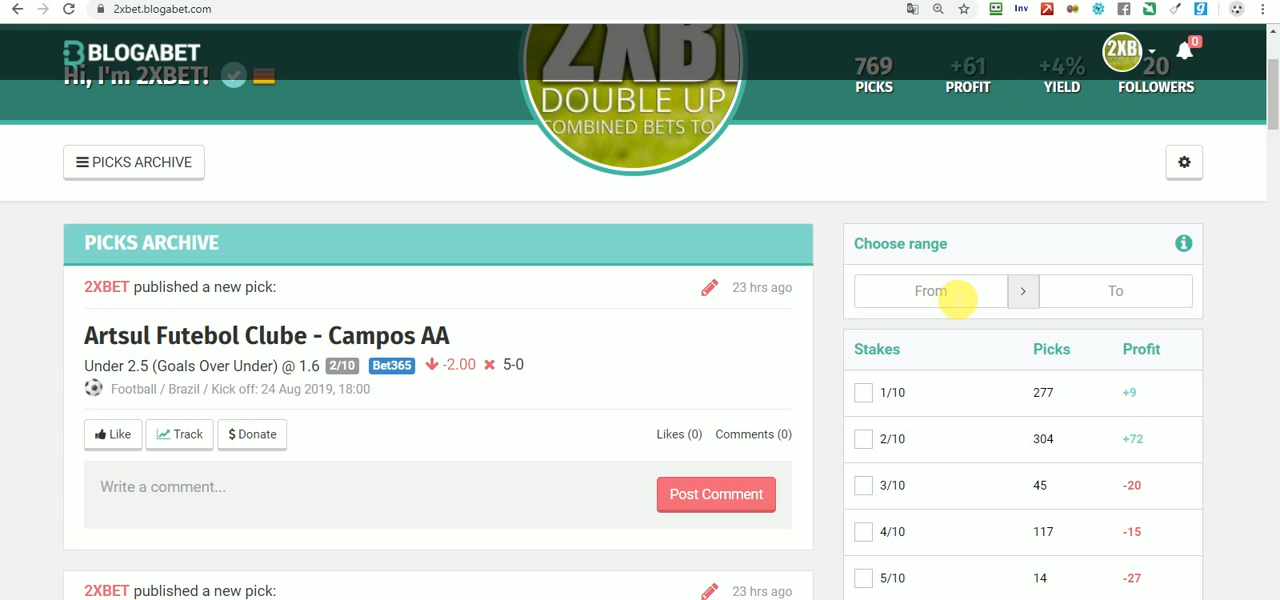 2xbet.blogabet.com
Inv
BLOGABET
Hi, I'm 2XBET!
2XB
DOUBLE UP
COMBINED BETS TO
769
PICKS
+61
PROFIT
+4%
YIELD
20
FOLLOWERS
2XB
0
PICKS ARCHIVE
PICKS ARCHIVE
2XBET published a new pick:
23 hrs ago
Artsul Futebol Clube - Campos AA
Under 2.5 (Goals Over Under) @ 1.6 2/10 Bet365 -2.00 5-0
Football / Brazil / Kick off: 24 Aug 2019, 18:00
Like Track $ Donate Likes (0) Comments (0)
Write a comment...
Post Comment
2XBET published a new pick:
23 hrs ago
Choose range
From > To
Stakes Picks Profit
1/10 277 +9
2/10 304 +72
3/10 45 -20
4/10 117 -15
5/10 14 -27